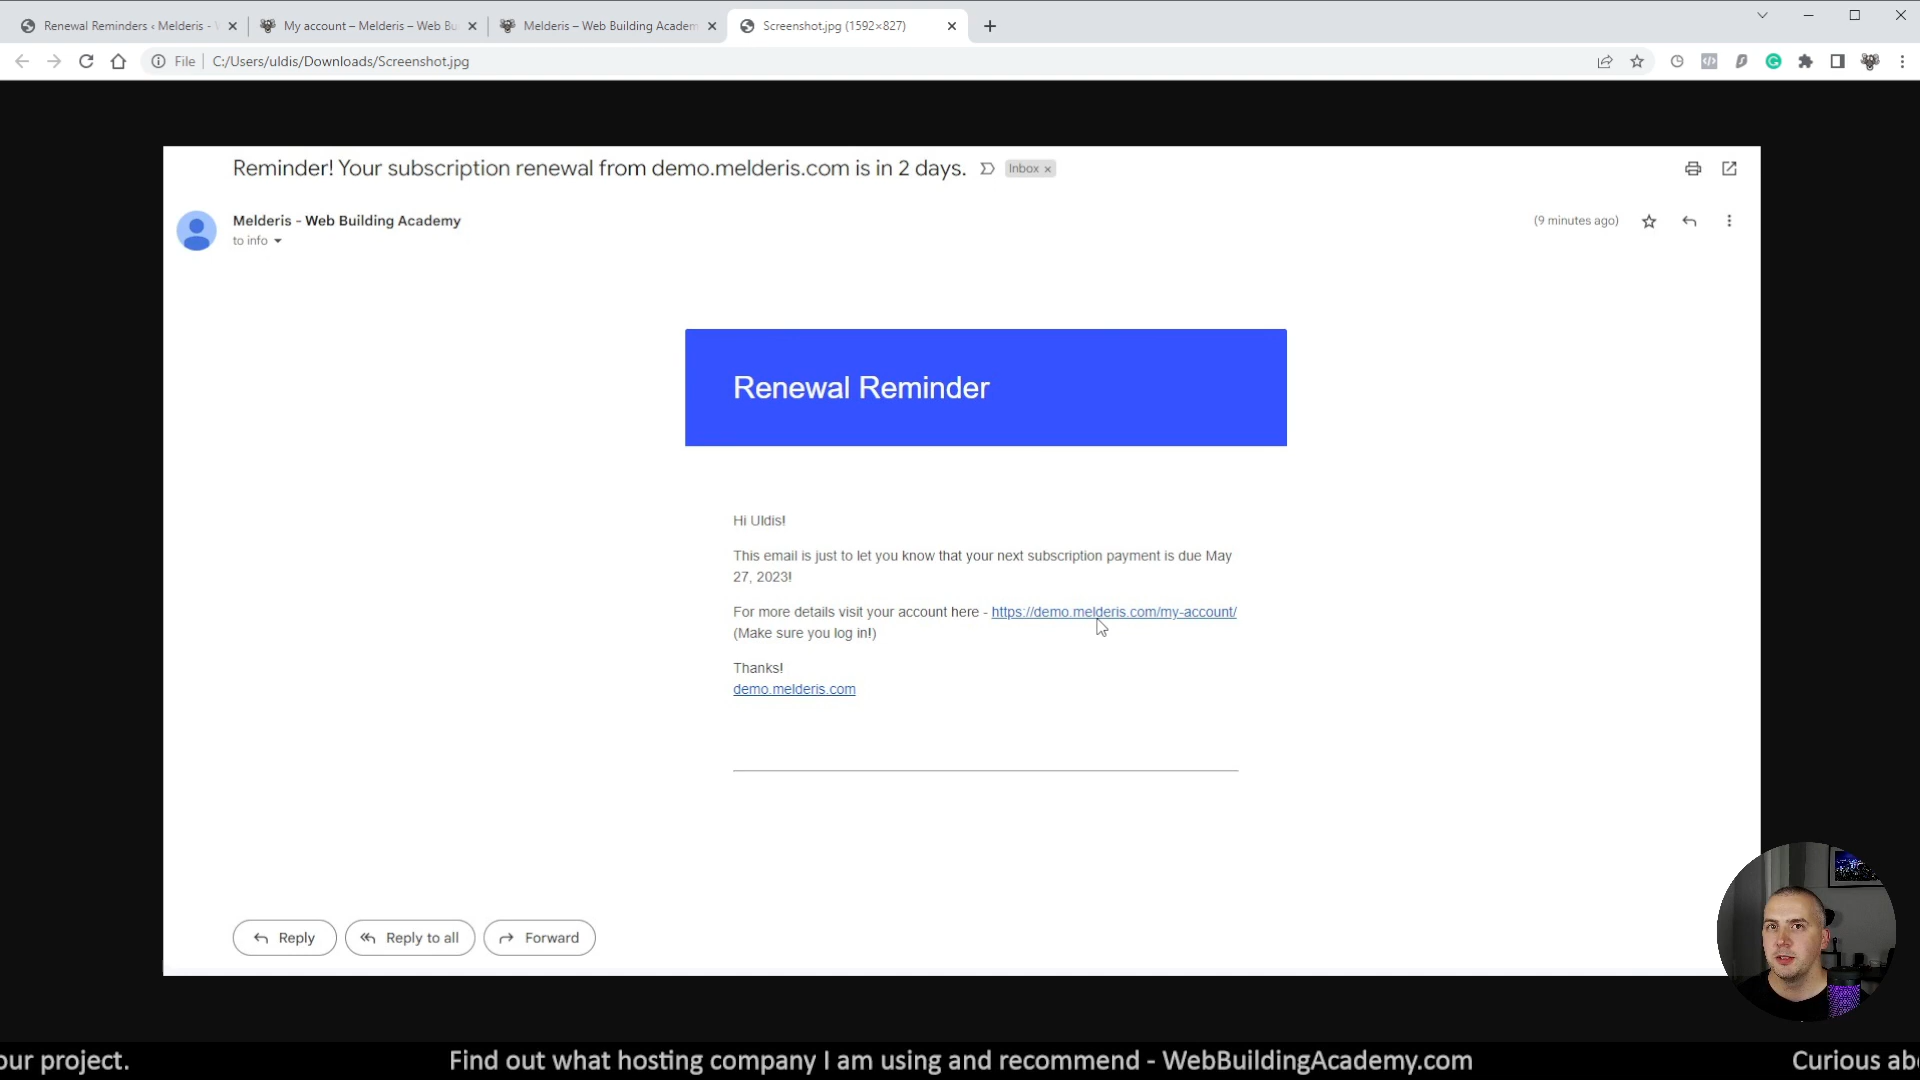 Renewal Reminders ‹ Melderis -
My account – Melderis – Web Bu
Melderis – Web Building Academ
Screenshot.jpg (1592×827)
File
C:/Users/uldis/Downloads/Screenshot.jpg
Reminder! Your subscription renewal from demo.melderis.com is in 2 days.
Inbox ×
Melderis - Web Building Academy
(9 minutes ago)
to info
Renewal Reminder
Hi Uldis!
This email is just to let you know that your next subscription payment is due May
27, 2023!
For more details visit your account here - https://demo.melderis.com/my-account/
(Make sure you log in!)
Thanks!
demo.melderis.com
Reply
Reply to all
Forward
our project.
Find out what hosting company I am using and recommend - WebBuildingAcademy.com
Curious ab